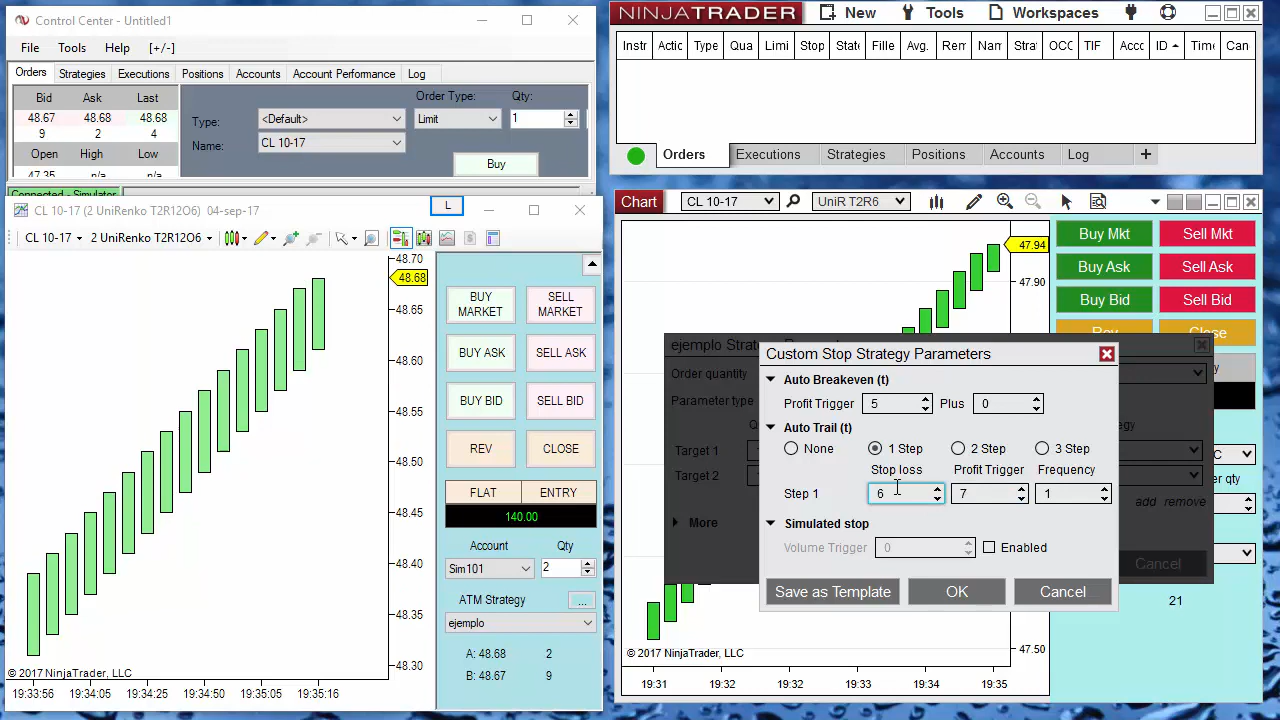 Control Center - Untitled1
File Tools Help [+/-]
Orders Strategies Executions Positions Accounts Account Performance Log
Bid Ask Last
48.67 48.68 48.68
9 2 4
Open High Low
47.35 n/a n/a
Order Type: Qty:
Type: <Default> Limit 1
Name: CL 10-17
Buy
Connected - Simulator
CL 10-17 (2 UniRenko T2R12O6) 04-sep-17
L
CL 10-17 2 UniRenko T2R12O6
48.70
48.68
48.65
48.60
48.55
48.50
48.45
48.40
48.35
48.30
© 2017 NinjaTrader, LLC
19:33:56 19:34:05 19:34:25 19:34:50 19:35:05 19:35:16
BUY MARKET
SELL MARKET
BUY ASK SELL ASK
BUY BID SELL BID
REV CLOSE
FLAT ENTRY
140.00
Account Qty
Sim101 2
ATM Strategy ...
ejemplo
A: 48.68 2
B: 48.67 9
NINJATRADER New Tools Workspaces
Instr Actic Type Qua Limi Stop State Fille Avg. Rem Nam Stra OCC TIF Acco ID Time Can
Orders Executions Strategies Positions Accounts Log +
Chart CL 10-17 UniR T2R6
47.94
47.90
47.50
Buy Mkt Sell Mkt
Buy Ask Sell Ask
Buy Bid Sell Bid
Rev Close
ejemplo Strategy Param
Order quantity
Parameter type
Target 1
Target 2
More
add remove
Cancel
21
Custom Stop Strategy Parameters
Auto Breakeven (t)
Profit Trigger 5 Plus 0
Auto Trail (t)
None 1 Step 2 Step 3 Step
Stop loss Profit Trigger Frequency
Step 1 6 7 1
Simulated stop
Volume Trigger 0 Enabled
Save as Template OK Cancel
© 2017 NinjaTrader, LLC
19:31 19:32 19:32 19:33 19:34 19:35